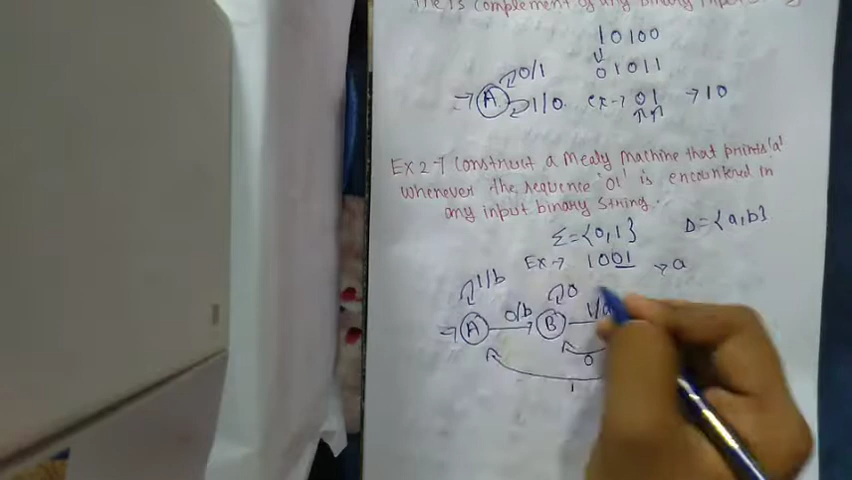 The 1's complement of any binary input
10100
01011
0/1
→ A 1/0 ex → 01 → 10
Ex 2 → Construct a Mealy Machine that prints 'a'
whenever the sequence '01' is encountered in
any input binary string.
Σ = {0,1} Δ = {a,b}
Ex → 1001 → a
1/b 0
→ A 0/b B 1/a
0
1